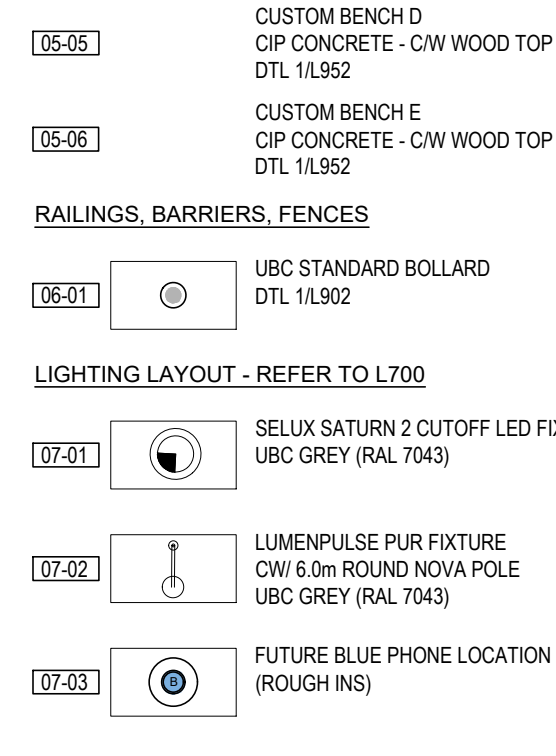 05-05
CUSTOM BENCH D
CIP CONCRETE - C/W WOOD TOP
DTL 1/L952
05-06
CUSTOM BENCH E
CIP CONCRETE - C/W WOOD TOP
DTL 1/L952
RAILINGS, BARRIERS, FENCES
06-01
UBC STANDARD BOLLARD
DTL 1/L902
LIGHTING LAYOUT - REFER TO L700
07-01
SELUX SATURN 2 CUTOFF LED
UBC GREY (RAL 7043)
07-02
LUMENPULSE PUR FIXTURE
CW/ 6.0m ROUND NOVA POLE
UBC GREY (RAL 7043)
07-03
B
FUTURE BLUE PHONE LOCATION
(ROUGH INS)